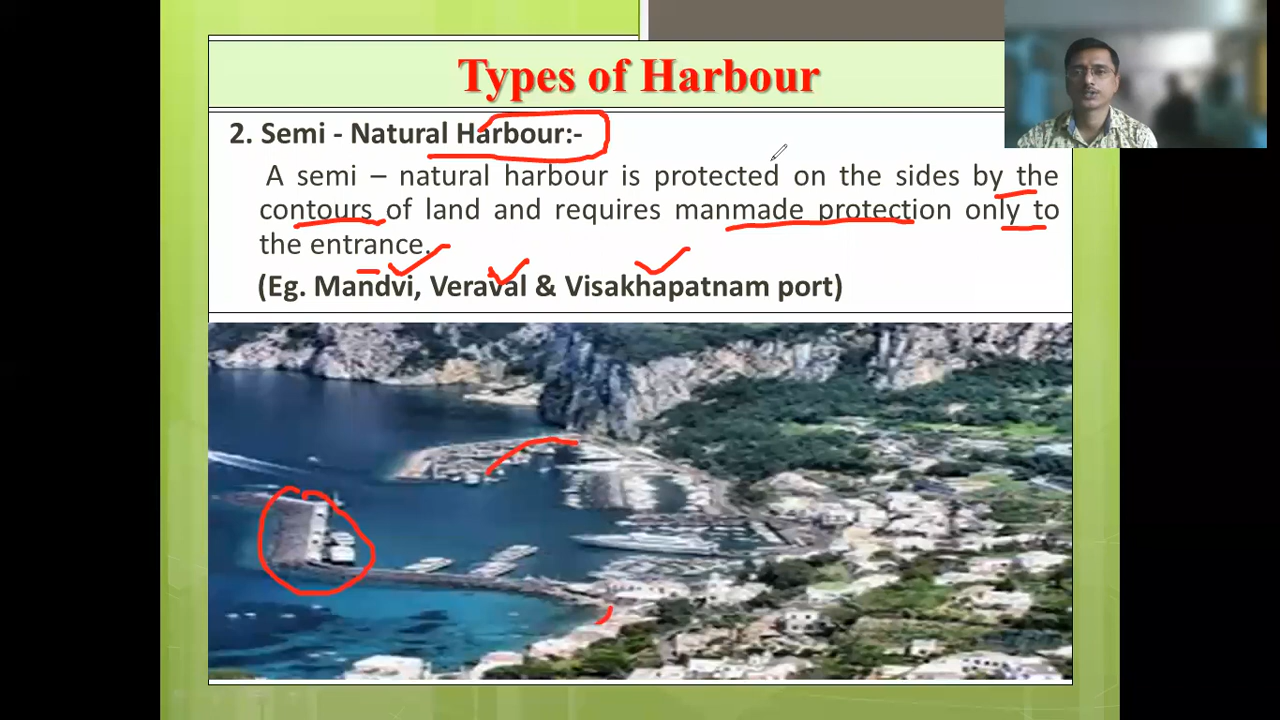 Types of Harbour
2. Semi - Natural Harbour:-
A semi – natural harbour is protected on the sides by the
contours of land and requires manmade protection only to
the entrance.
(Eg. Mandvi, Veraval & Visakhapatnam port)